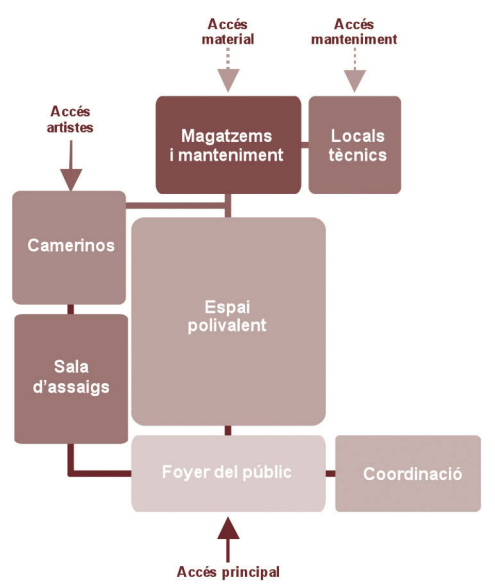 Accés
material
Accés
manteniment
Accés
artistes
Magatzems
i manteniment
Locals
tècnics
Camerinos
Espai
polivalent
Sala
d'assaigs
Foyer del públic
Coordinació
Accés principal